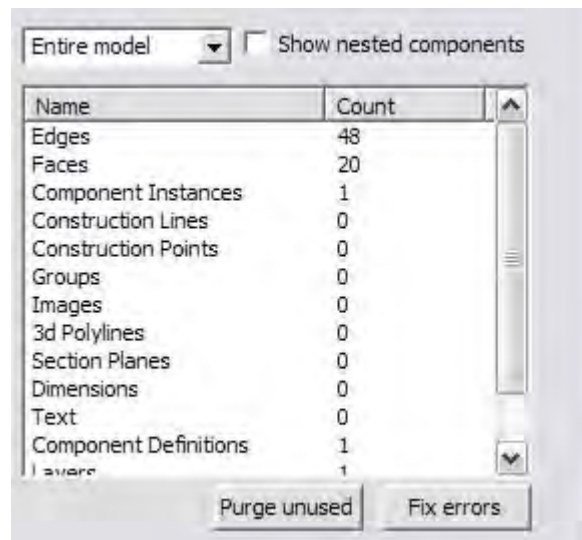 Entire model Show nested components
Name Count
Edges 48
Faces 20
Component Instances 1
Construction Lines 0
Construction Points 0
Groups 0
Images 0
3d Polylines 0
Section Planes 0
Dimensions 0
Text 0
Component Definitions 1
Layers 1
Purge unused Fix errors